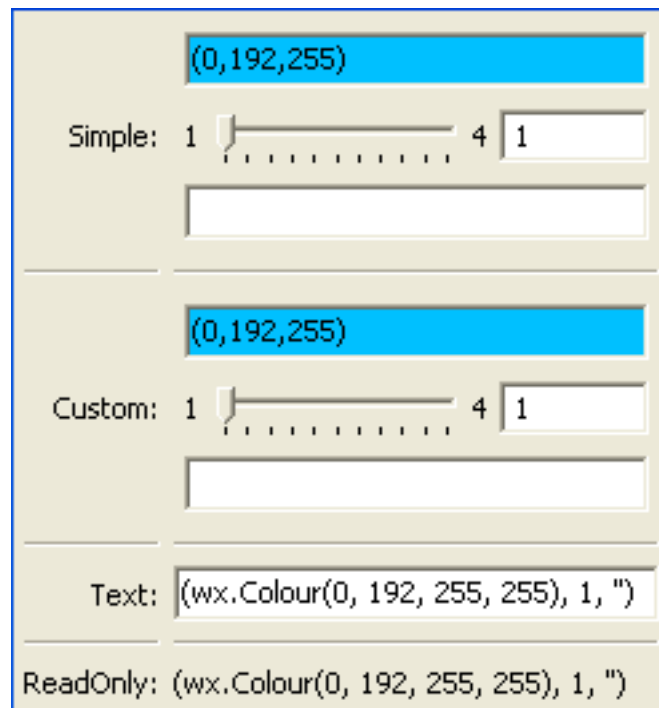 (0,192,255)
Simple: 1 4 1
(0,192,255)
Custom: 1 4 1
Text: (wx.Colour(0, 192, 255, 255), 1, '')
ReadOnly: (wx.Colour(0, 192, 255, 255), 1, '')